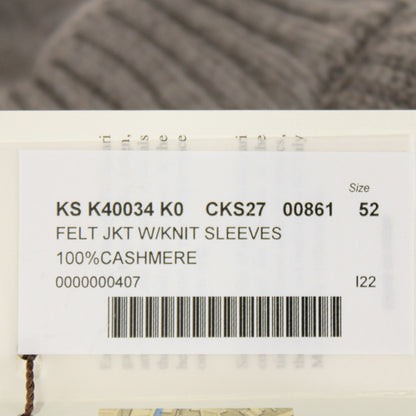 Size
KS K40034 K0 CKS27 00861 52
FELT JKT W/KNIT SLEEVES
100%CASHMERE
0000000407 I22